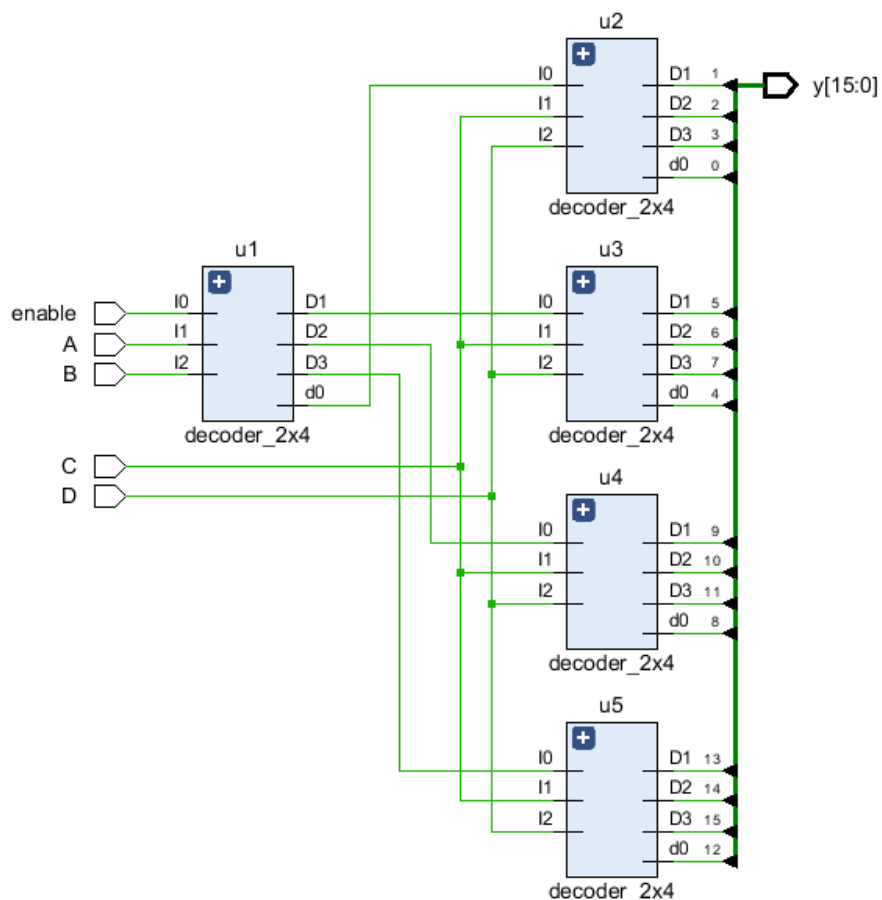 u2
I0 D1 1
I1 D2 2
I2 D3 3
d0 0
decoder_2x4
y[15:0]
u1
enable I0 D1
A I1 D2
B I2 D3
d0
decoder_2x4
C
D
u3
I0 D1 5
I1 D2 6
I2 D3 7
d0 4
decoder_2x4
u4
I0 D1 9
I1 D2 10
I2 D3 11
d0 8
decoder_2x4
u5
I0 D1 13
I1 D2 14
I2 D3 15
d0 12
decoder_2x4